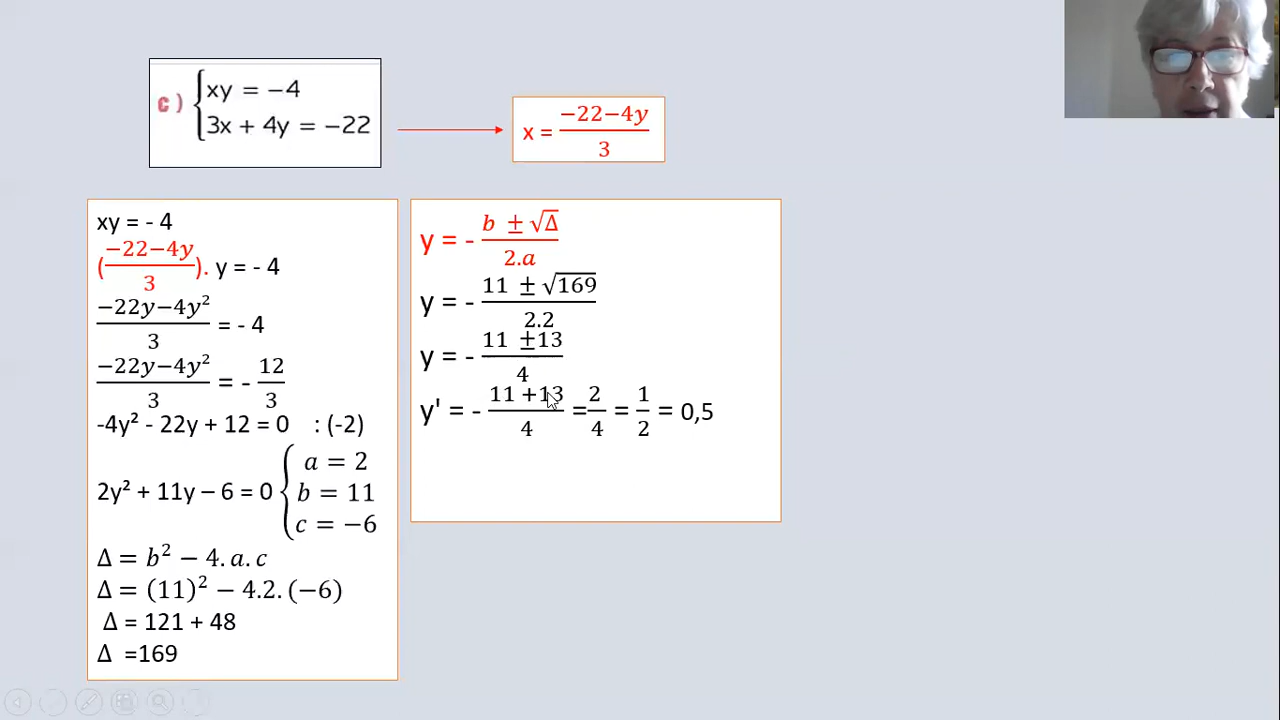 c) { xy = −4
3x + 4y = −22
x = (−22−4y)/3
xy = - 4
((−22−4y)/3). y = - 4
(−22y−4y²)/3 = - 4
(−22y−4y²)/3 = - 12/3
-4y² - 22y + 12 = 0 : (-2)
2y² + 11y – 6 = 0 { a = 2
b = 11
c = −6
Δ = b² − 4. a. c
Δ = (11)² − 4.2. (−6)
Δ = 121 + 48
Δ =169
y = - (b ± √Δ)/(2.a)
y = - (11 ± √169)/(2.2)
y = - (11 ±13)/4
y' = - (11 +13)/4 = 2/4 = 1/2 = 0,5